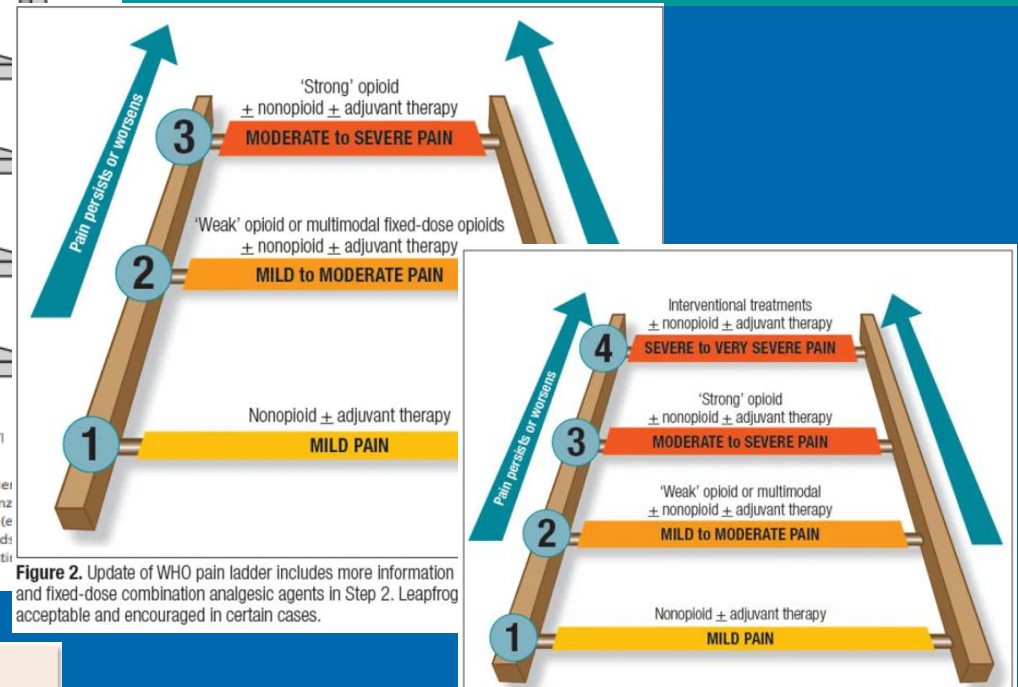 Pain persists or worsens
3
'Strong' opioid
± nonopioid ± adjuvant therapy
MODERATE to SEVERE PAIN
2
'Weak' opioid or multimodal fixed-dose opioids
± nonopioid ± adjuvant therapy
MILD to MODERATE PAIN
1
Nonopioid ± adjuvant therapy
MILD PAIN
Figure 2. Update of WHO pain ladder includes more information
and fixed-dose combination analgesic agents in Step 2. Leapfrog
acceptable and encouraged in certain cases.
Pain persists or worsens
4
Interventional treatments
± nonopioid ± adjuvant therapy
SEVERE to VERY SEVERE PAIN
3
'Strong' opioid
± nonopioid ± adjuvant therapy
MODERATE to SEVERE PAIN
2
'Weak' opioid or multimodal
± nonopioid ± adjuvant therapy
MILD to MODERATE PAIN
1
Nonopioid ± adjuvant therapy
MILD PAIN